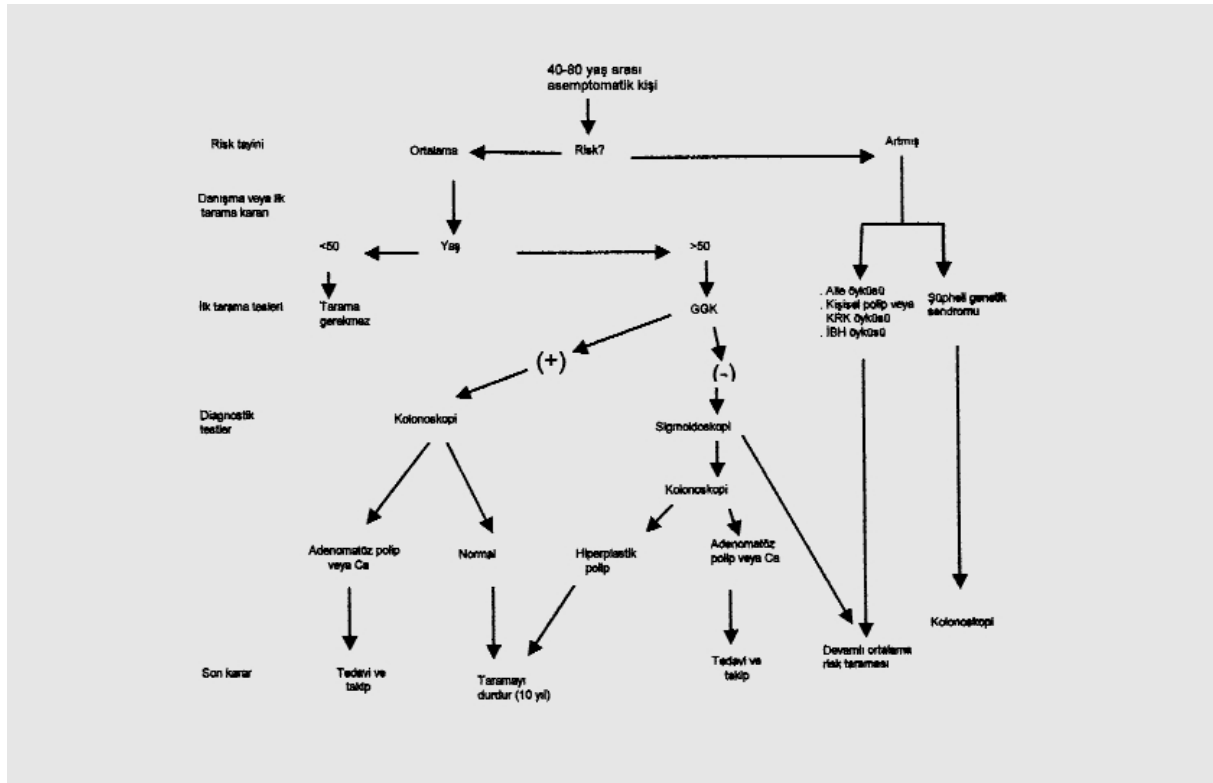 40-80 yaş arası
asemptomatik kişi
Risk tayini
Ortalama
Risk?
Artmış
Danışma veya ilk
tarama kararı
<50
Yaş
>50
İlk tarama testleri
Tarama
gerekmez
GGK
. Aile öyküsü
. Kişisel polip veya
KRK öyküsü
. İBH öyküsü
Şüpheli genetik
sendromu
(+)
(-)
Diagnostik
testler
Kolonoskopi
Sigmoidoskopi
Kolonoskopi
Adenomatöz polip
veya Ca
Normal
Hiperplastik
polip
Adenomatöz
polip veya Ca
Kolonoskopi
Son karar
Tedavi ve
takip
Taramayı
durdur (10 yıl)
Tedavi ve
takip
Devamlı ortalama
risk taraması